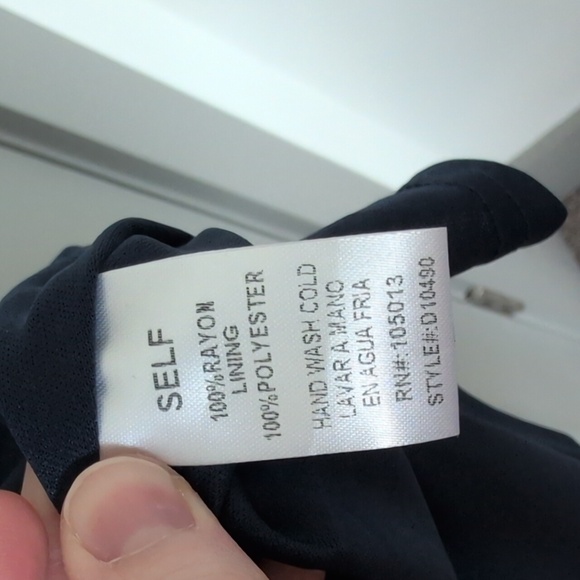 SELF
100%RAYON
LINING
100%POLYESTER
HAND WASH COLD
LAVAR A MANO
EN AGUA FRIA
RN#:105013
STYLE#:D10490